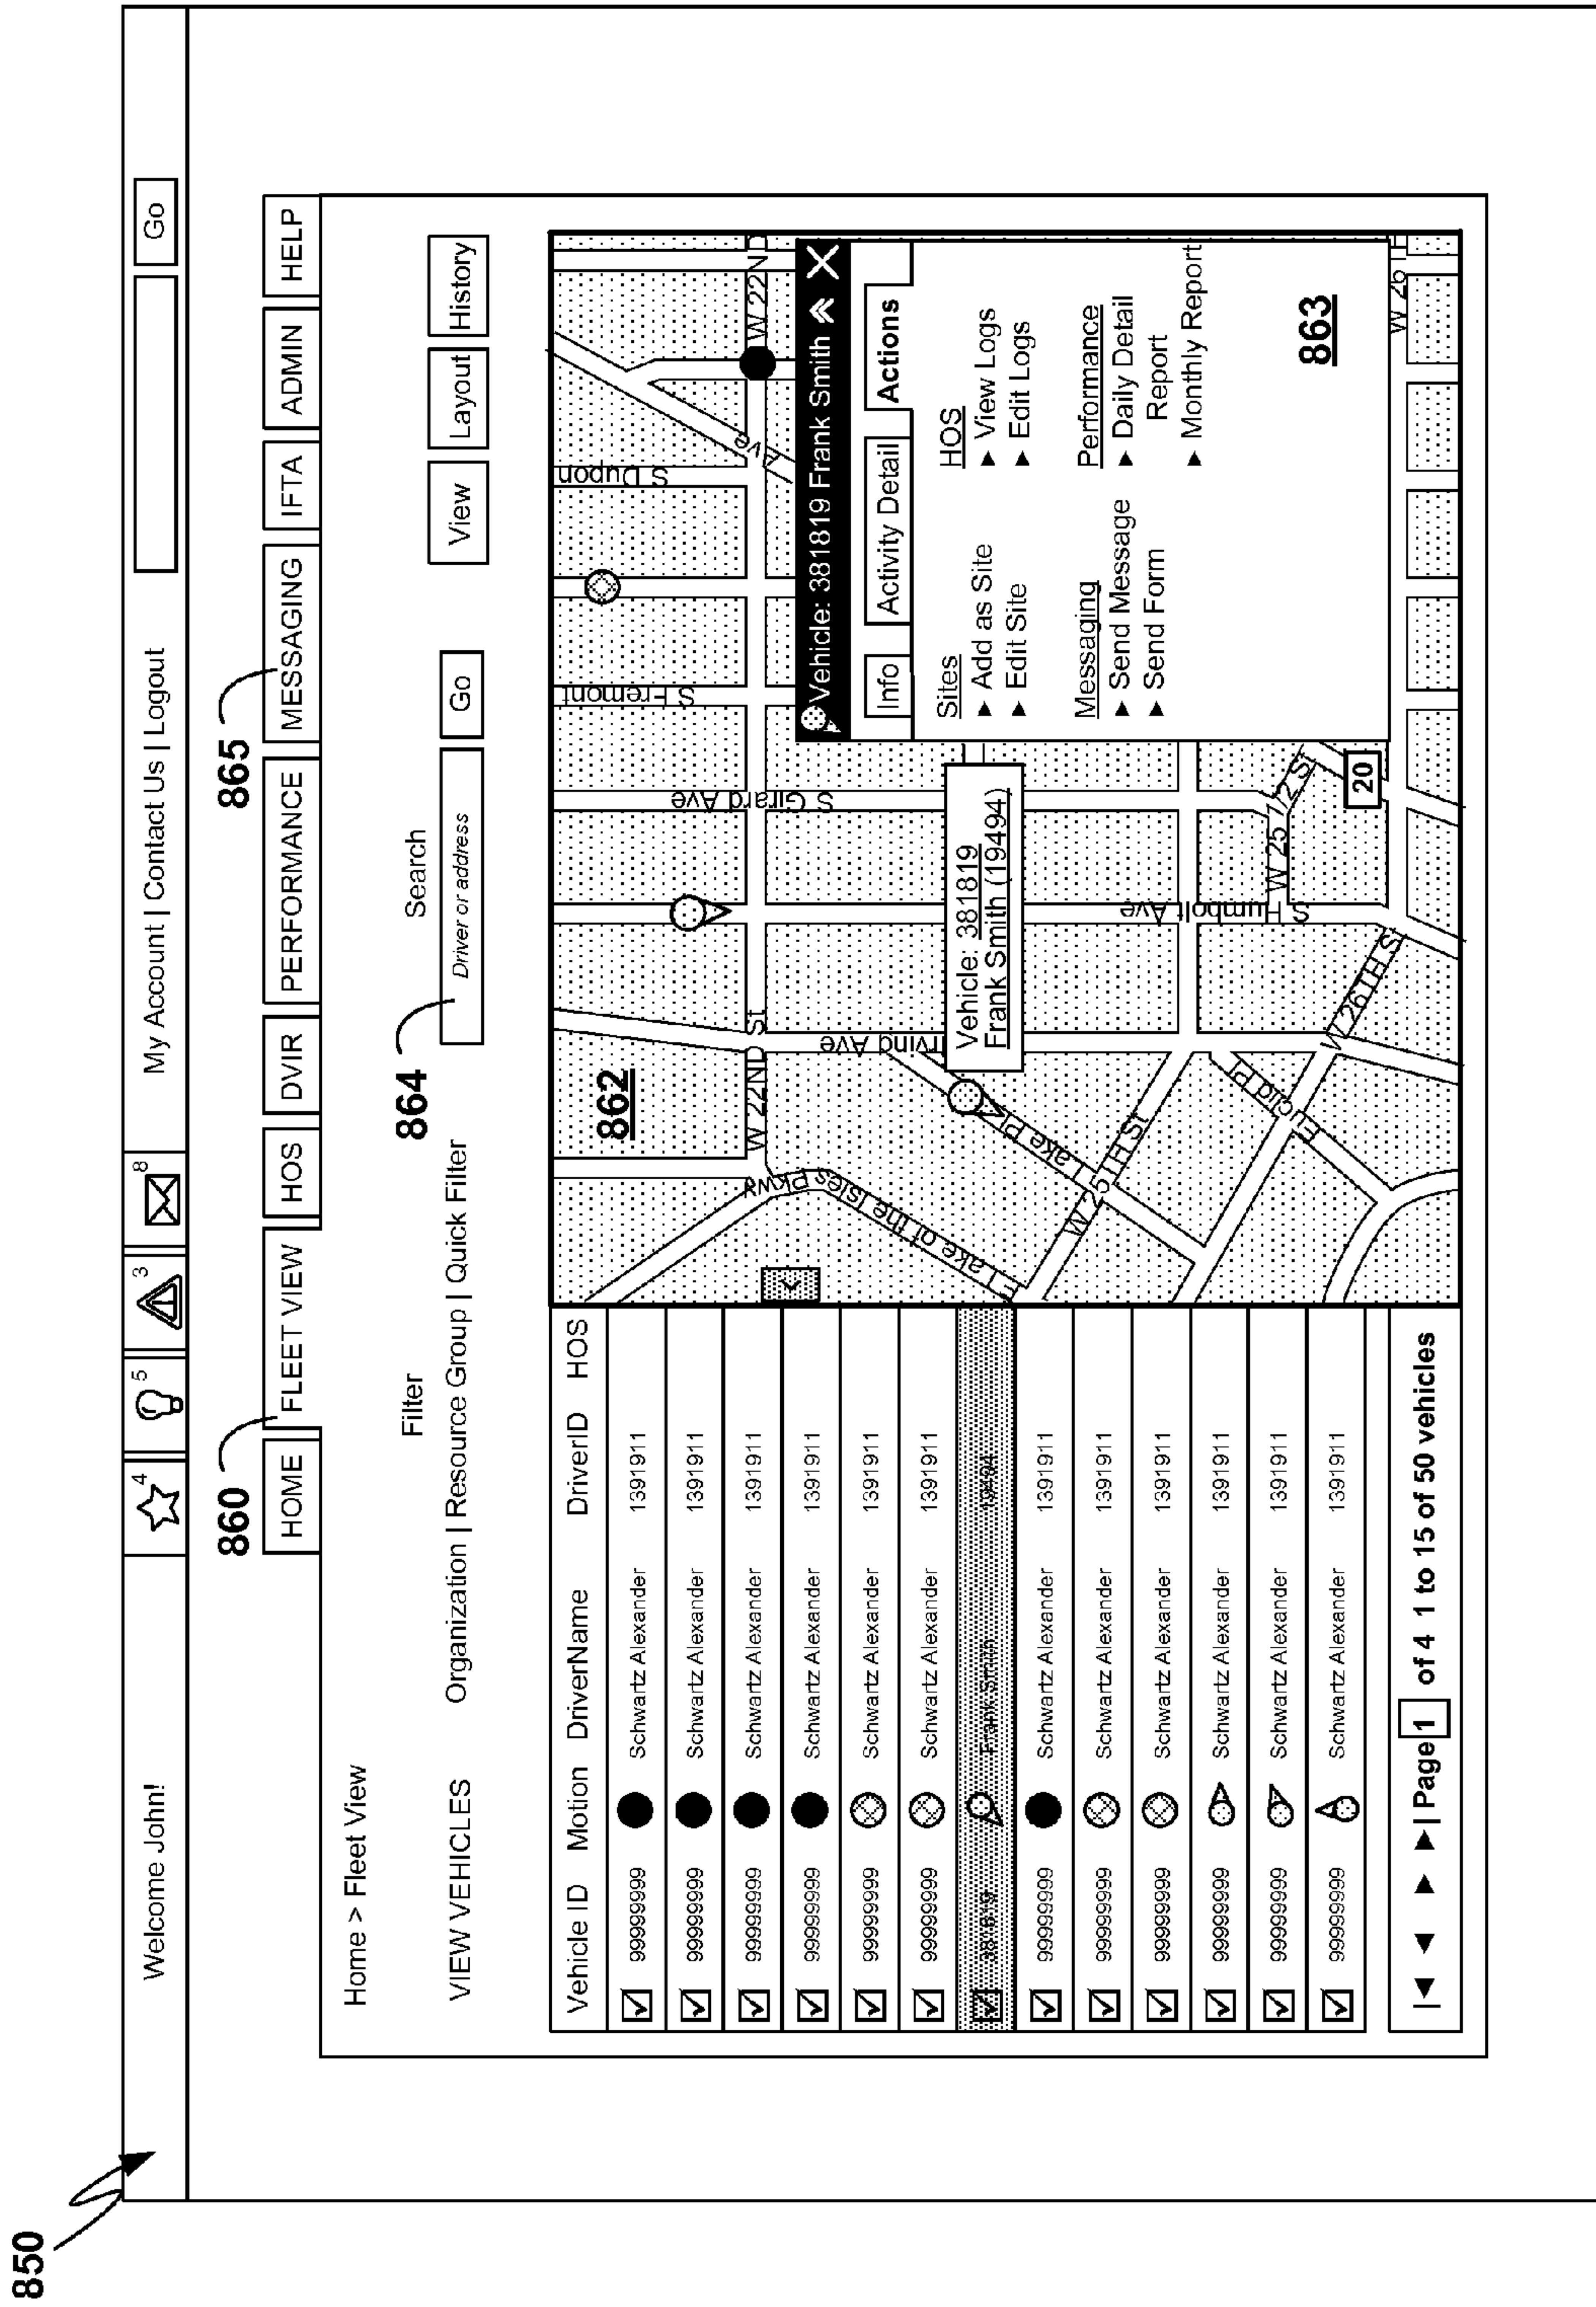 850
Welcome John!
4
5
3
8
My Account | Contact Us | Logout
Go
860
865
HOME
FLEET VIEW
HOS
DVIR
PERFORMANCE
MESSAGING
IFTA
ADMIN
HELP
Home > Fleet View
Filter
864
Search
VIEW VEHICLES
Organization | Resource Group | Quick Filter
Driver or address
Go
View
Layout
History
Vehicle ID Motion DriverName DriverID HOS
99999999 Schwartz Alexander 1391911
99999999 Schwartz Alexander 1391911
99999999 Schwartz Alexander 1391911
99999999 Schwartz Alexander 1391911
99999999 Schwartz Alexander 1391911
99999999 Schwartz Alexander 1391911
381819 Frank Smith 19494
99999999 Schwartz Alexander 1391911
99999999 Schwartz Alexander 1391911
99999999 Schwartz Alexander 1391911
99999999 Schwartz Alexander 1391911
99999999 Schwartz Alexander 1391911
99999999 Schwartz Alexander 1391911
Page 1 of 4 1 to 15 of 50 vehicles
862
W 22ND St
W 22ND
S Dupon
Ave
S Fremont
S Girard Ave
S Humbolt Ave
Irving Ave
E Lake of the Isles Pkwy
Lake Pl
Euclid Pl
W 25TH St
W 25 1/2 St
W 26TH St
20
Vehicle: 381819
Frank Smith (19494)
Vehicle: 381819 Frank Smith
Info
Activity Detail
Actions
Sites
Add as Site
Edit Site
HOS
View Logs
Edit Logs
Messaging
Send Message
Send Form
Performance
Daily Detail
Report
Monthly Report
863